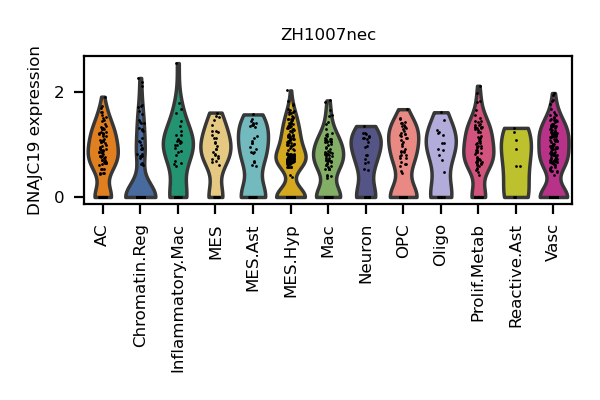 ZH1007nec
DNAJC19 expression
2
0
AC
Chromatin.Reg
Inflammatory.Mac
MES
MES.Ast
MES.Hyp
Mac
Neuron
OPC
Oligo
Prolif.Metab
Reactive.Ast
Vasc